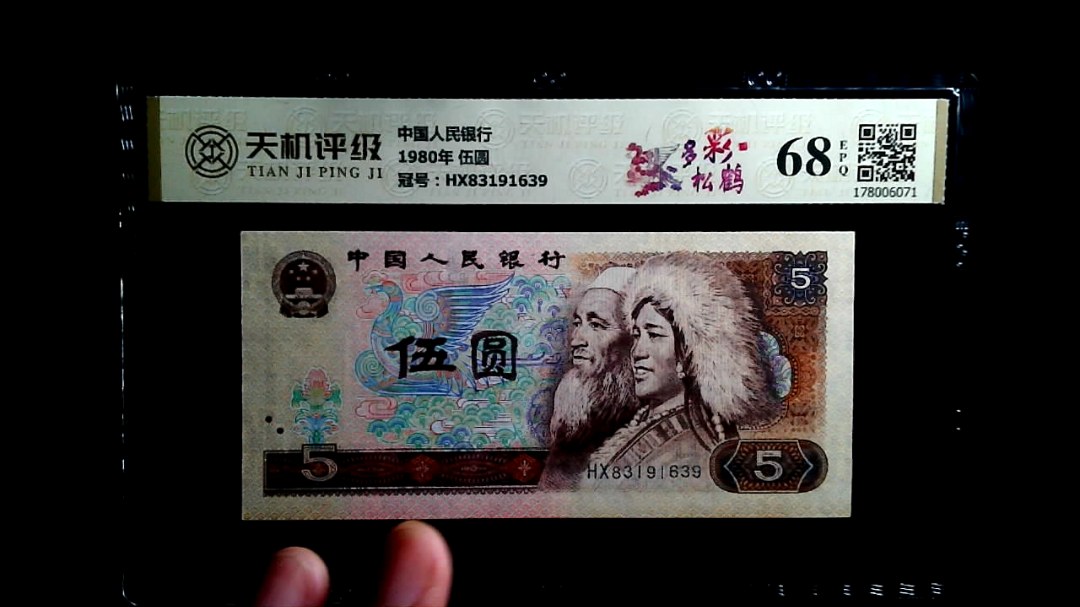 天机评级
TIAN JI PING JI
中国人民银行
1980年 伍圆
冠号：HX83191639
多彩
松鹤
68
EPQ
178006071
中国人民银行
5
伍圆
5
HX83191639
5